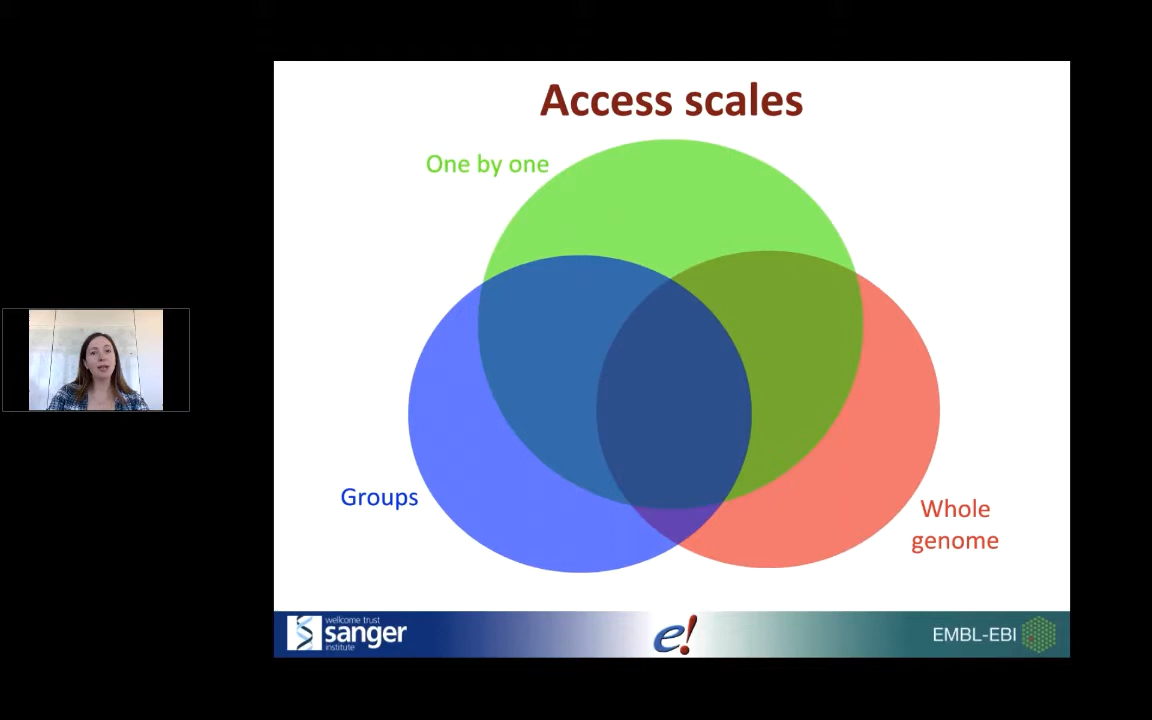 Access scales
One by one
Groups
Whole
genome
wellcome trust
sanger
institute
e!
EMBL-EBI